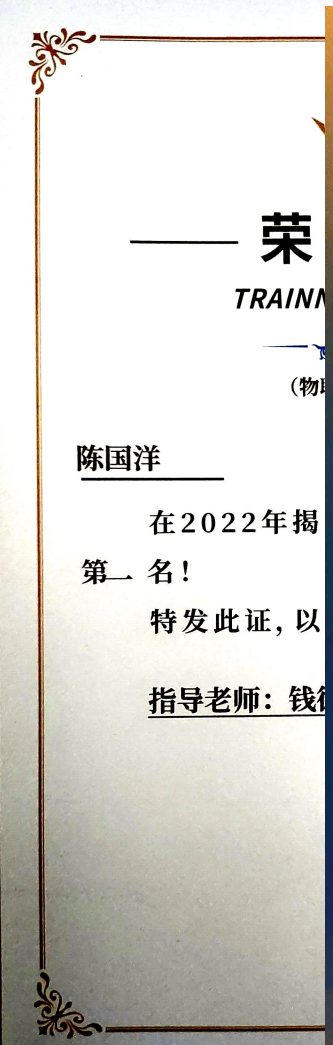 荣
TRAINN
（物
陈国洋
在2022年揭
第一名！
特发此证，以
指导老师：钱